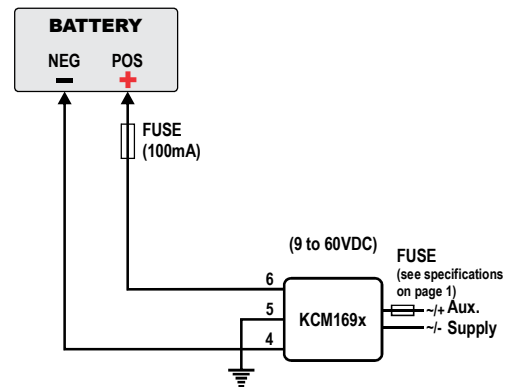 BATTERY
NEG POS
− +
FUSE
(100mA)
(9 to 60VDC)
FUSE
(see specifications
on page 1)
6
5
4
KCM169x
~/+ Aux.
~/- Supply